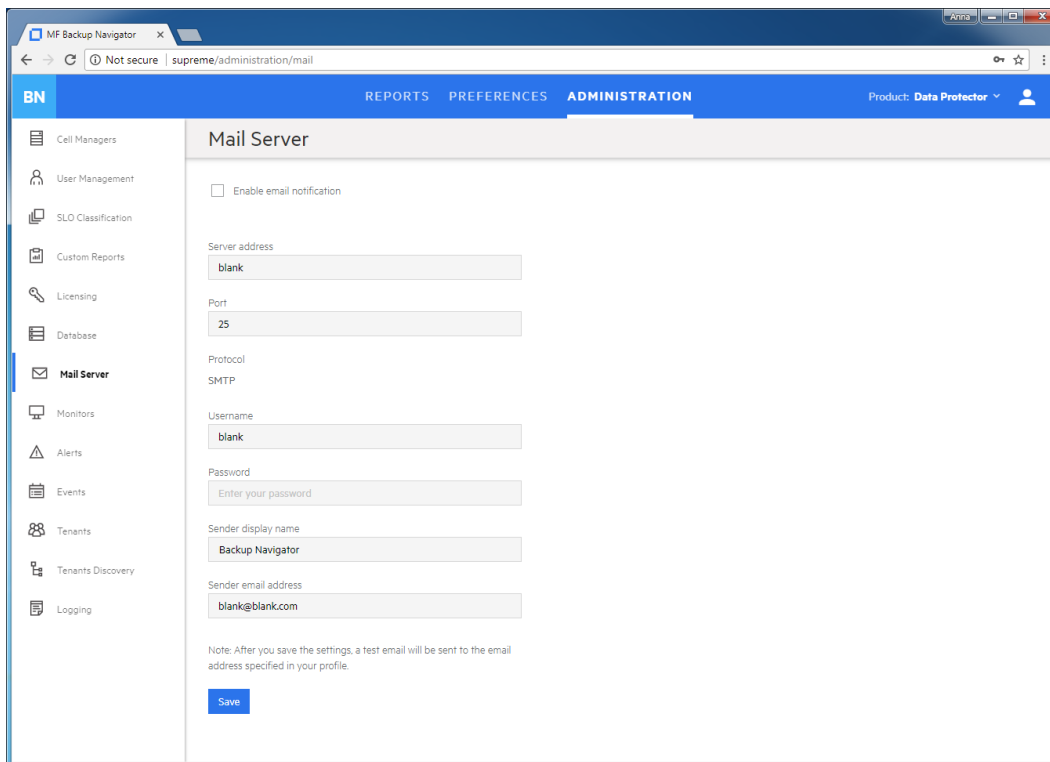 Anna
MF Backup Navigator
Not secure | supreme/administration/mail
BN
REPORTS PREFERENCES ADMINISTRATION
Product: Data Protector
Cell Managers
User Management
SLO Classification
Custom Reports
Licensing
Database
Mail Server
Monitors
Alerts
Events
Tenants
Tenants Discovery
Logging
Mail Server
Enable email notification
Server address
blank
Port
25
Protocol
SMTP
Username
blank
Password
Enter your password
Sender display name
Backup Navigator
Sender email address
blank@blank.com
Note: After you save the settings, a test email will be sent to the email
address specified in your profile.
Save